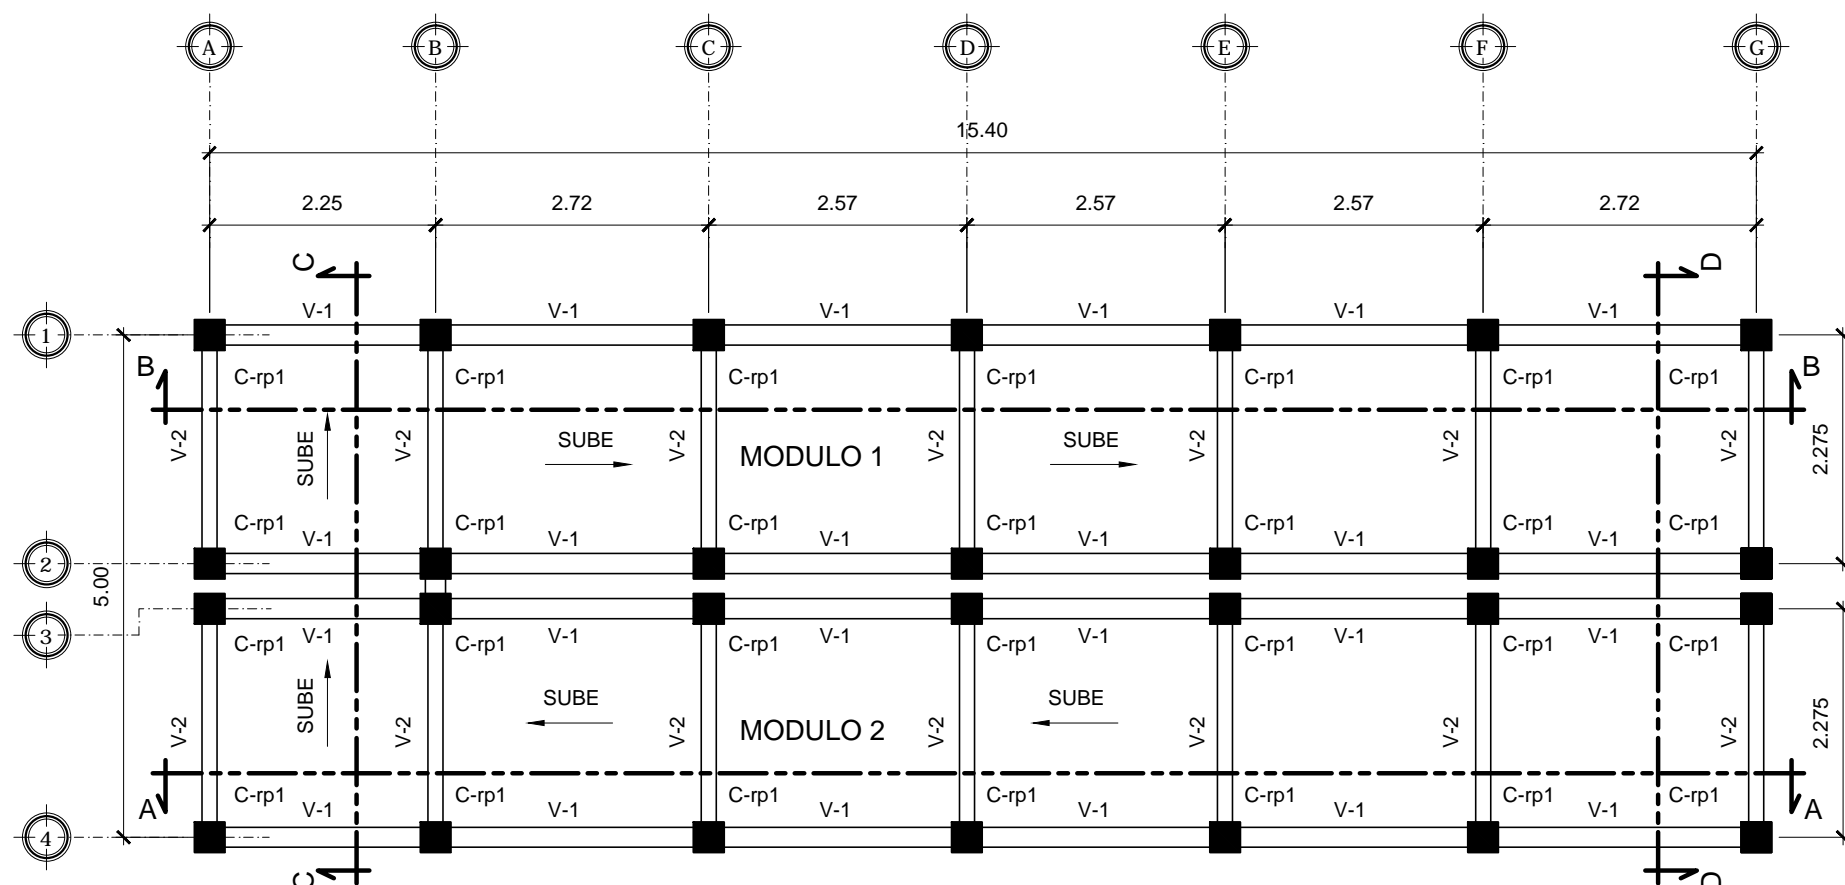 A B C D E F G
15.40
2.25 2.72 2.57 2.57 2.57 2.72
C D
V-1 V-1 V-1 V-1 V-1 V-1
1
B C-rp1 C-rp1 C-rp1 C-rp1 C-rp1 C-rp1 C-rp1 B
V-2 SUBE V-2 SUBE V-2 MODULO 1 V-2 SUBE V-2 V-2 V-2 2.275
C-rp1 C-rp1 C-rp1 C-rp1 C-rp1 C-rp1 C-rp1
V-1 V-1 V-1 V-1 V-1 V-1
2
5.00
3
C-rp1 V-1 C-rp1 V-1 C-rp1 V-1 C-rp1 V-1 C-rp1 V-1 C-rp1 V-1 C-rp1
V-2 SUBE V-2 SUBE V-2 MODULO 2 V-2 SUBE V-2 V-2 V-2 2.275
C-rp1 C-rp1 C-rp1 C-rp1 C-rp1 C-rp1 C-rp1
A V-1 V-1 V-1 V-1 V-1 V-1 A
4
C D